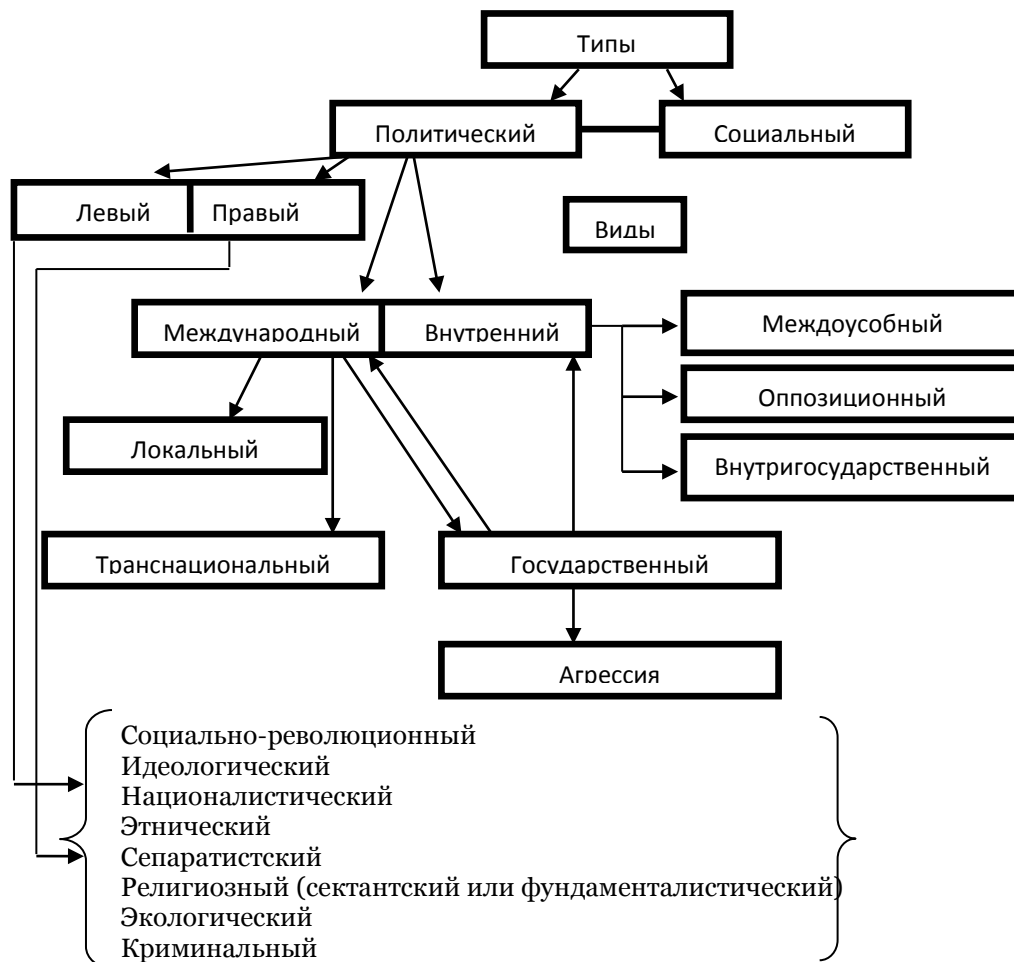 Типы
Политический
Социальный
Левый
Правый
Виды
Международный
Внутренний
Междоусобный
Оппозиционный
Локальный
Внутригосударственный
Транснациональный
Государственный
Агрессия
Социально-революционный
Идеологический
Националистический
Этнический
Сепаратистский
Религиозный (сектантский или фундаменталистический)
Экологический
Криминальный